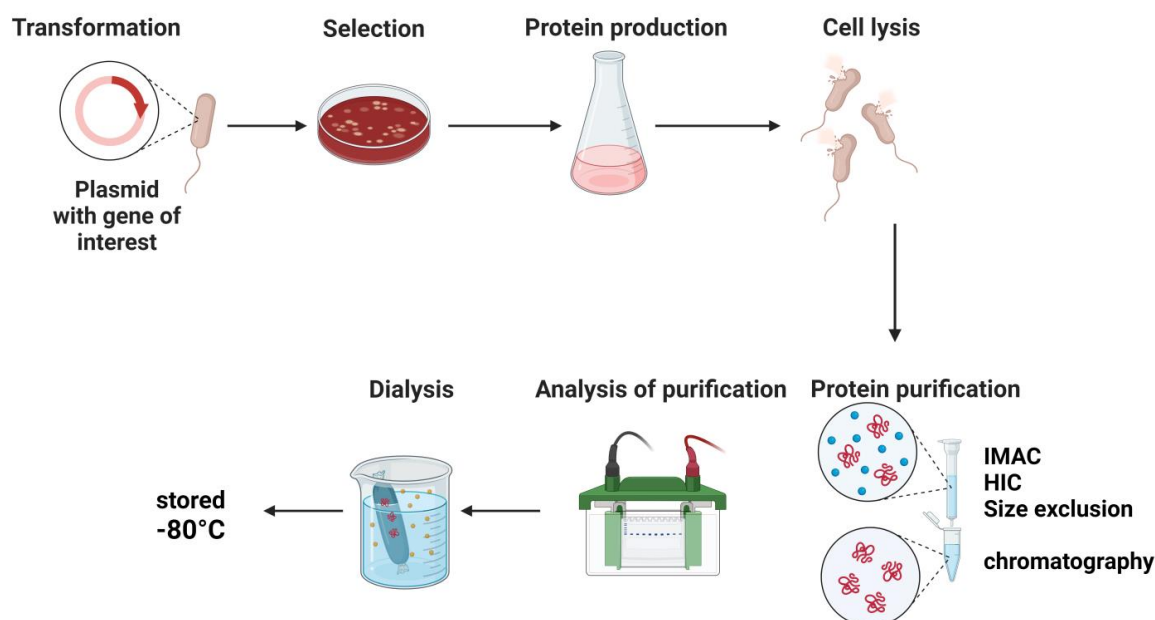 Transformation
Selection
Protein production
Cell lysis
Plasmid
with gene of
interest
Dialysis
Analysis of purification
Protein purification
stored
-80°C
IMAC
HIC
Size exclusion
chromatography